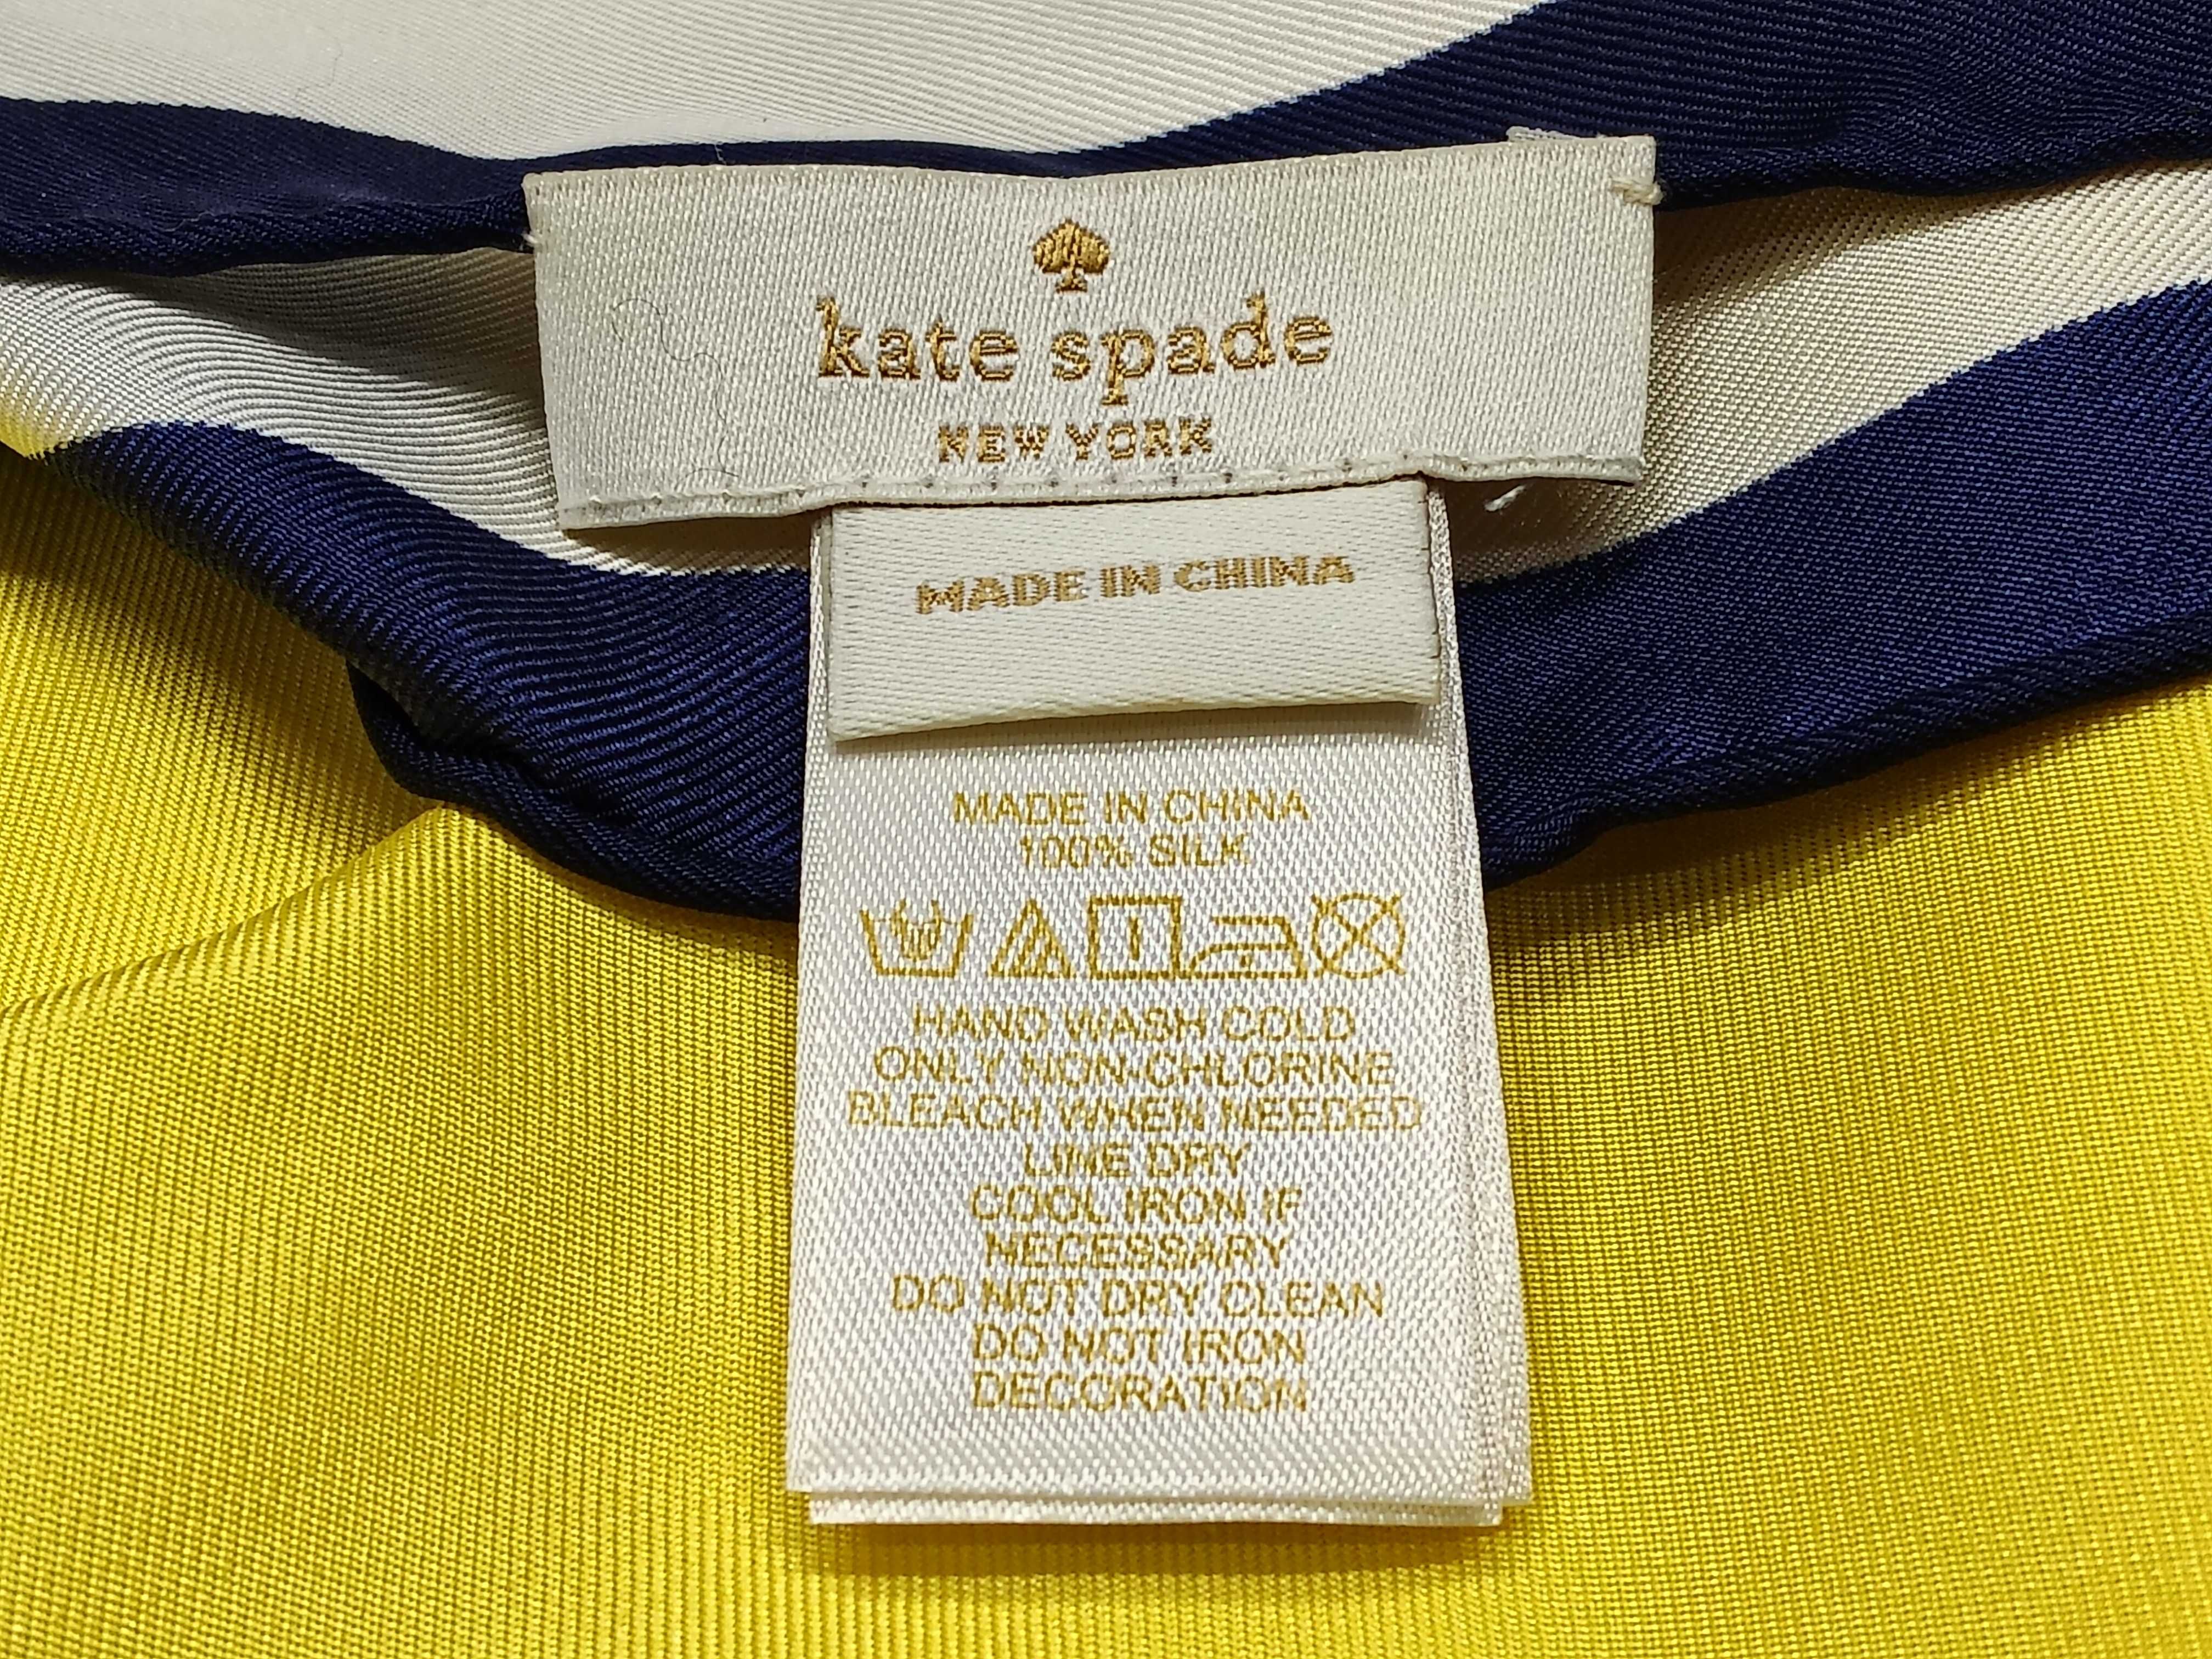 kate spade
NEW YORK
MADE IN CHINA
MADE IN CHINA
100% SILK
HAND WASH COLD
ONLY NON-CHLORINE
BLEACH WHEN NEEDED
LINE DRY
COOL IRON IF
NECESSARY
DO NOT DRY CLEAN
DO NOT IRON
DECORATION